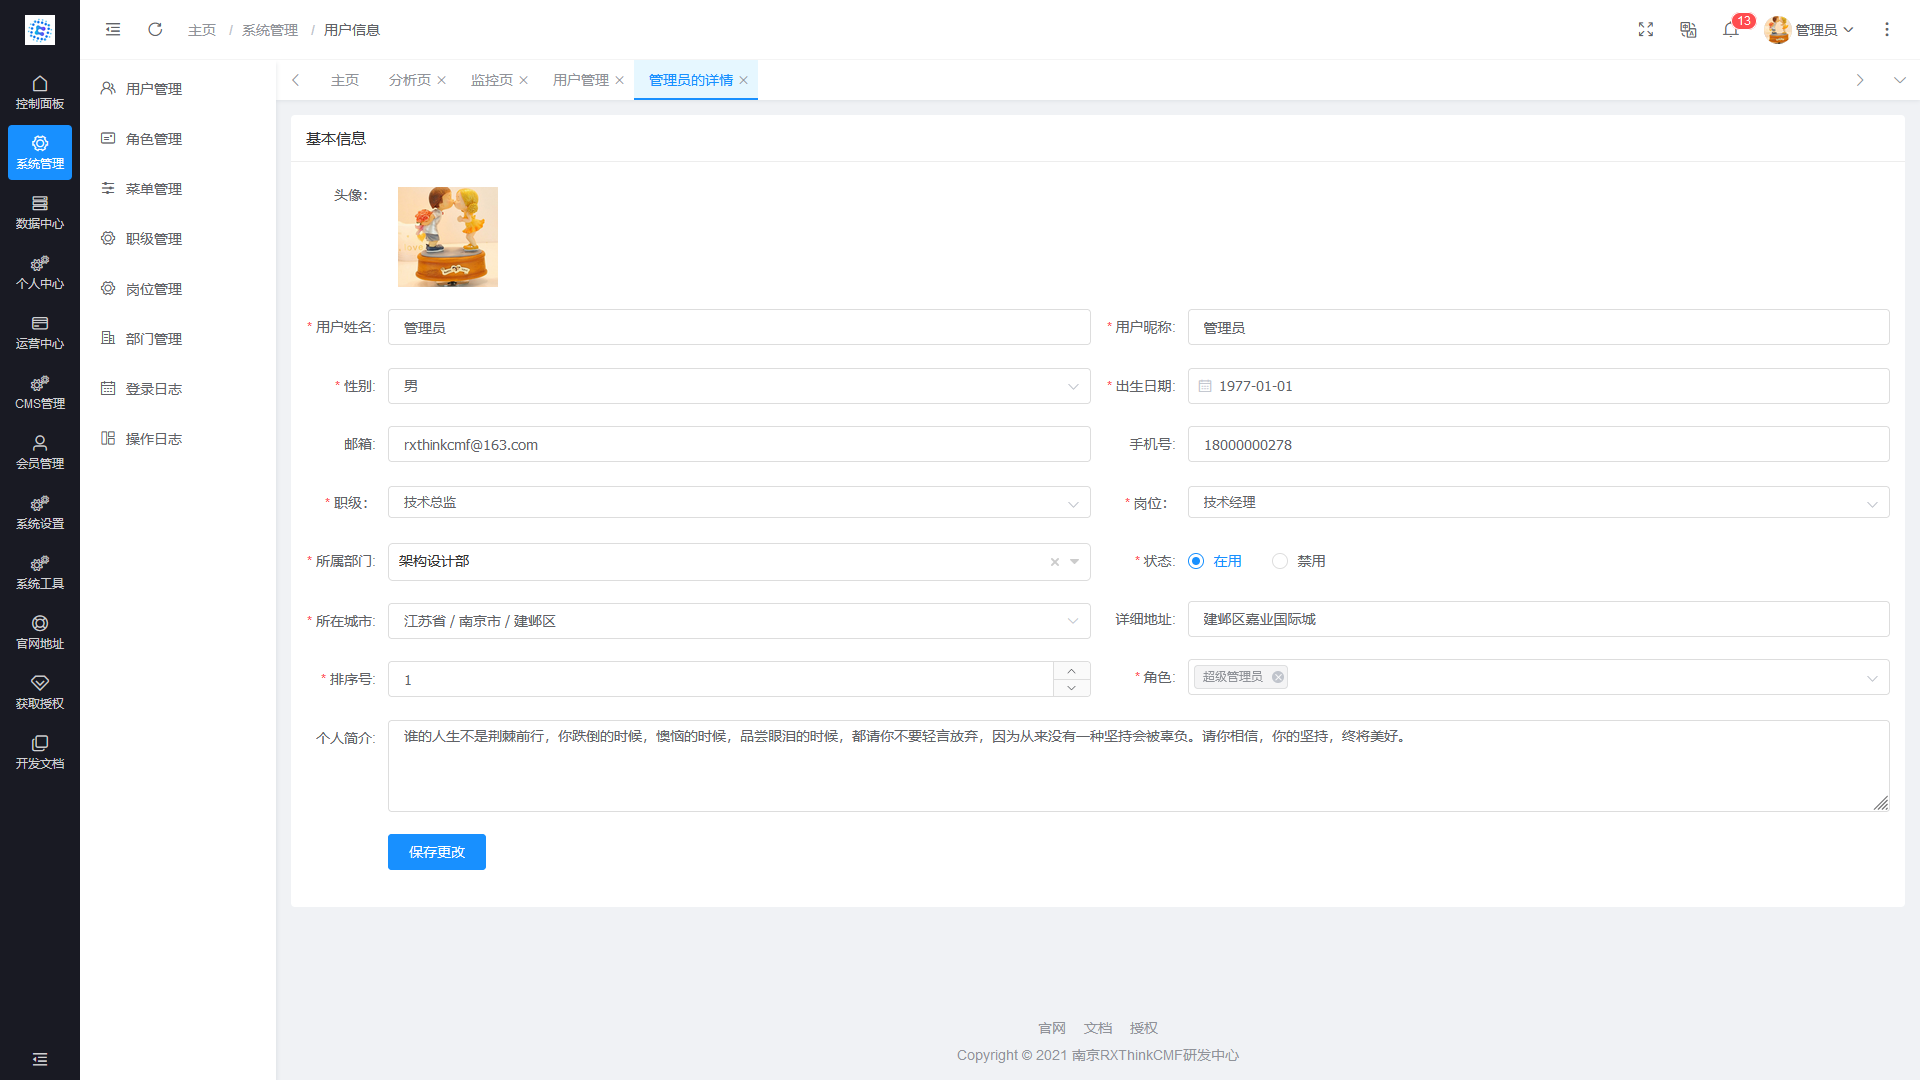 主页 / 系统管理 / 用户信息
13
管理员
控制面板
系统管理
数据中心
个人中心
运营中心
CMS管理
会员管理
系统设置
系统工具
官网地址
获取授权
开发文档
用户管理
角色管理
菜单管理
职级管理
岗位管理
部门管理
登录日志
操作日志
主页 分析页 监控页 用户管理 管理员的详情
基本信息
头像：
* 用户姓名: 管理员 * 用户昵称: 管理员
* 性别: 男 * 出生日期: 1977-01-01
邮箱: rxthinkcmf@163.com 手机号: 18000000278
* 职级： 技术总监 * 岗位： 技术经理
* 所属部门: 架构设计部 * 状态: 在用 禁用
* 所在城市: 江苏省 / 南京市 / 建邺区 详细地址: 建邺区嘉业国际城
* 排序号: 1 * 角色: 超级管理员
个人简介: 谁的人生不是荆棘前行，你跌倒的时候，懊恼的时候，品尝眼泪的时候，都请你不要轻言放弃，因为从来没有一种坚持会被辜负。请你相信，你的坚持，终将美好。
保存更改
官网 文档 授权
Copyright © 2021 南京RXThinkCMF研发中心